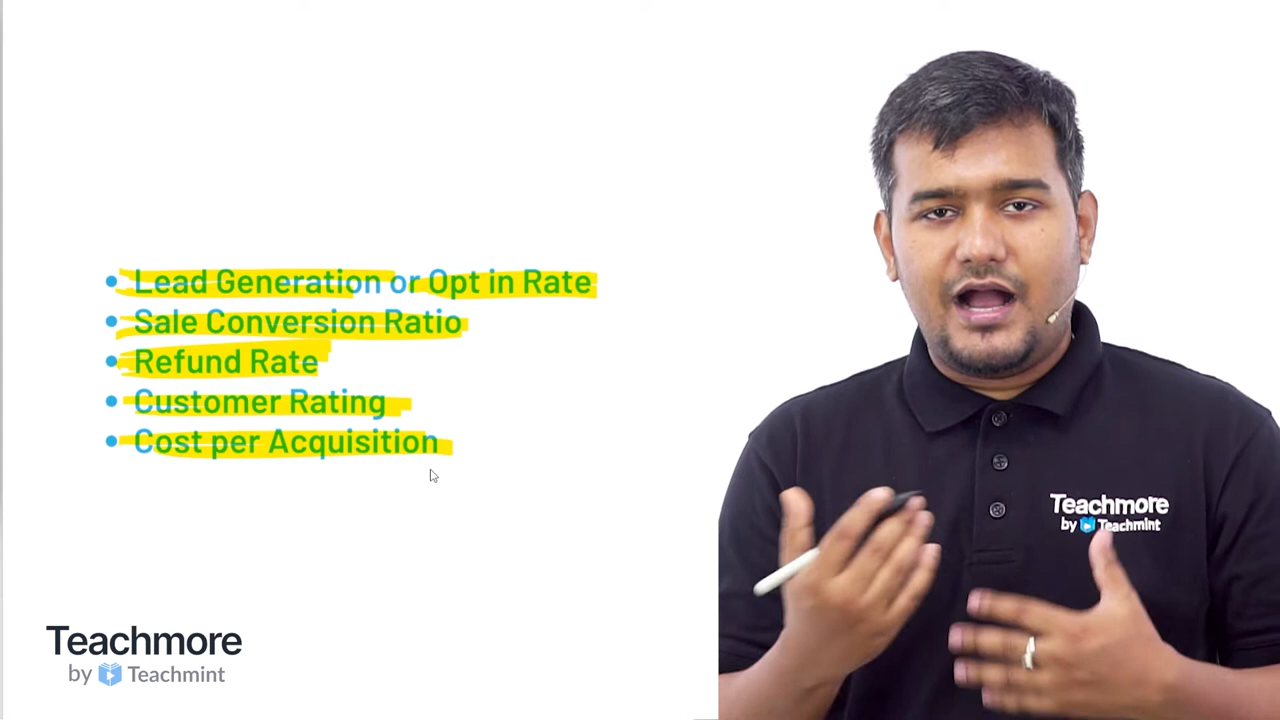 • Lead Generation or Opt in Rate
• Sale Conversion Ratio
• Refund Rate
• Customer Rating
• Cost per Acquisition
Teachmore
by Teachmint
Teachmore
by Teachmint